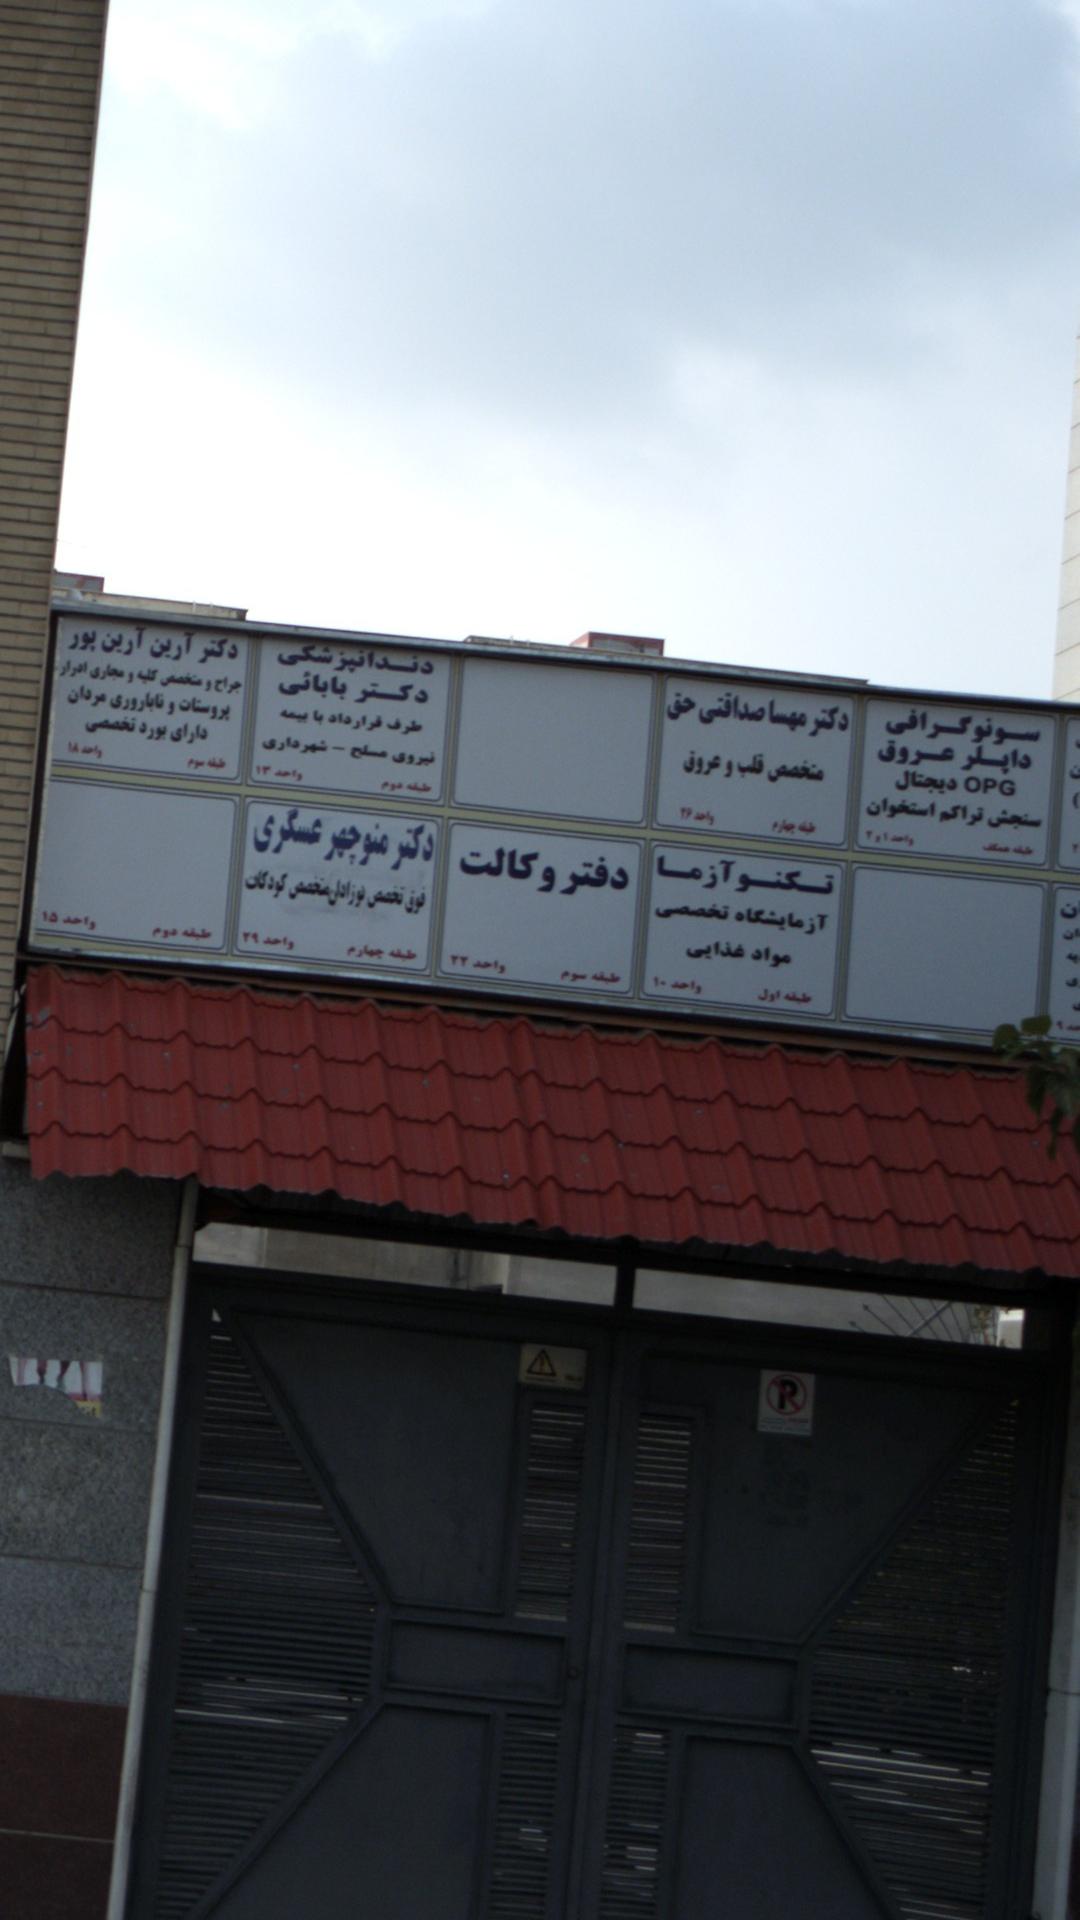 سونوگرافی
داپلر عروق
OPG دیجتال
سنجش تراکم استخوان
طبقه همکف واحد ۱ و ۲
دکتر مهسا صداقتی حق
متخصص قلب و عروق
طبقه چهارم واحد ۲۶
دندانپزشکی
دکتر بابائی
طرف قرارداد با بیمه
نیروی مسلح - شهرداری
طبقه دوم واحد ۱۳
دکتر آرین آرین پور
جراح و متخصص کلیه و مجاری ادرار
پروستات و ناباروری مردان
دارای بورد تخصصی
طبقه سوم واحد ۱۸
تکنوآزما
آزمایشگاه تخصصی
مواد غذایی
طبقه اول واحد ۱۰
دفتر وکالت
طبقه سوم واحد ۲۲
دکتر منوچهر عسگری
فوق تخصص نوزادان متخصص کودکان
طبقه چهارم واحد ۲۹
طبقه دوم واحد ۱۵